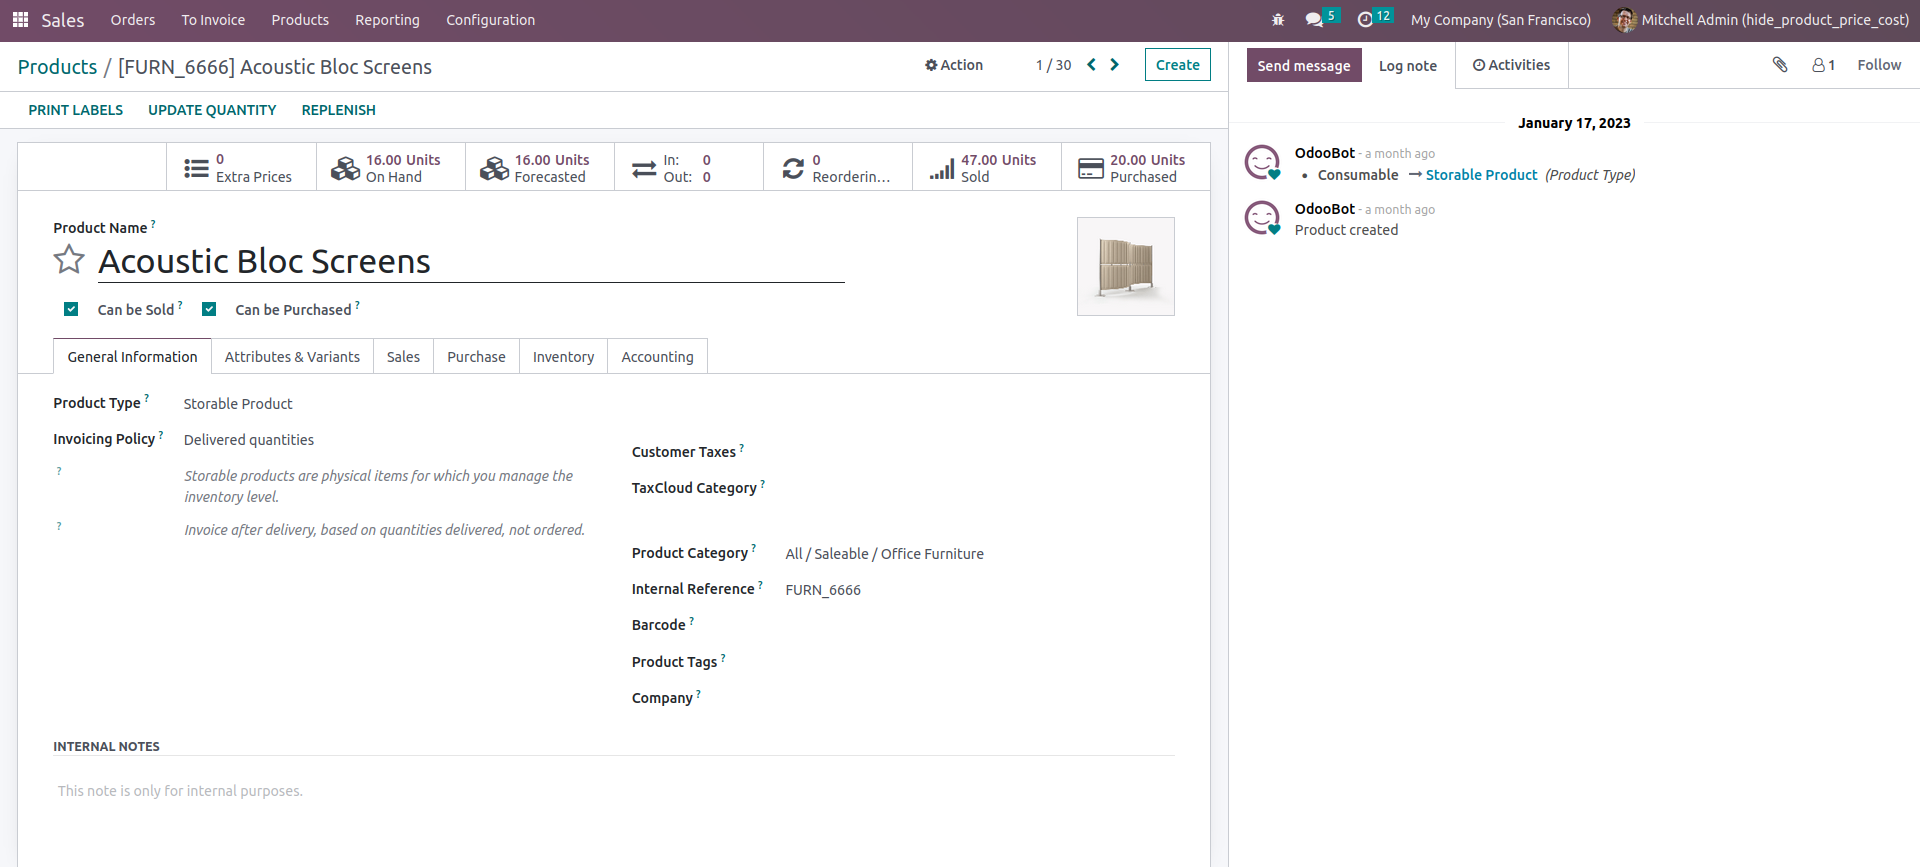 Sales Orders To Invoice Products Reporting Configuration 5 12 My Company (San Francisco) Mitchell Admin (hide_product_price_cost)
Products / [FURN_6666] Acoustic Bloc Screens Action 1 / 30 Create
PRINT LABELS UPDATE QUANTITY REPLENISH
0 Extra Prices
16.00 Units On Hand
16.00 Units Forecasted
In: 0
Out: 0
0 Reorderin...
47.00 Units Sold
20.00 Units Purchased
Product Name ?
Acoustic Bloc Screens
Can be Sold ? Can be Purchased ?
General Information Attributes & Variants Sales Purchase Inventory Accounting
Product Type ? Storable Product
Invoicing Policy ? Delivered quantities
? Storable products are physical items for which you manage the
inventory level.
? Invoice after delivery, based on quantities delivered, not ordered.
Customer Taxes ?
TaxCloud Category ?
Product Category ? All / Saleable / Office Furniture
Internal Reference ? FURN_6666
Barcode ?
Product Tags ?
Company ?
INTERNAL NOTES
This note is only for internal purposes.
Send message Log note Activities 1 Follow
January 17, 2023
OdooBot - a month ago
• Consumable → Storable Product (Product Type)
OdooBot - a month ago
Product created